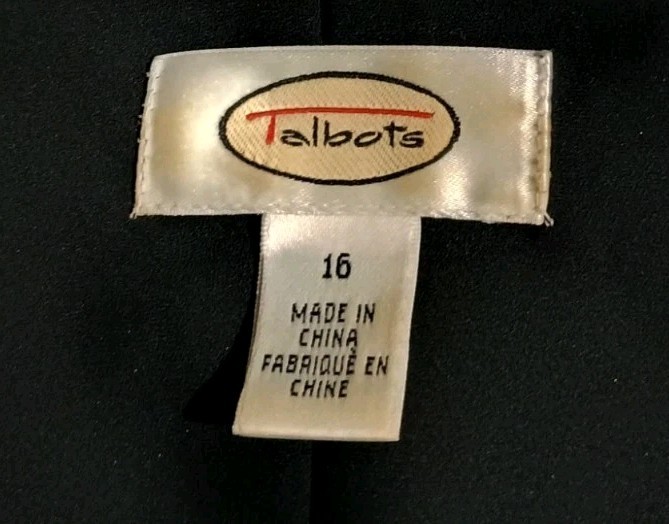 Talbots
16
MADE IN
CHINA
FABRIQUÉ EN
CHINE